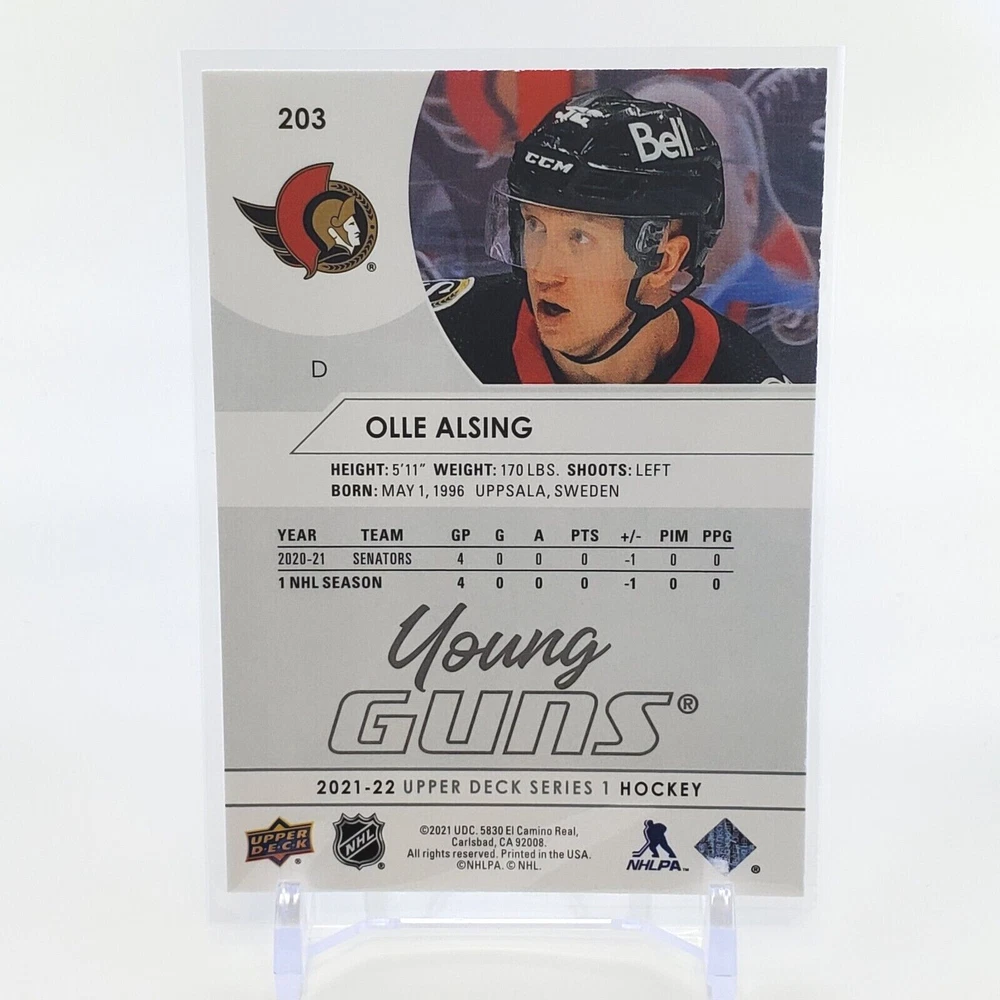 203
Bell
CCM
®
D
OLLE ALSING
HEIGHT: 5'11" WEIGHT: 170 LBS. SHOOTS: LEFT
BORN: MAY 1, 1996 UPPSALA, SWEDEN
YEAR TEAM GP G A PTS +/- PIM PPG
2020-21 SENATORS 4 0 0 0 -1 0 0
1 NHL SEASON 4 0 0 0 -1 0 0
Young
GUNS®
2021-22 UPPER DECK SERIES 1 HOCKEY
UPPER DECK ®
NHL ®
©2021 UDC. 5830 El Camino Real,
Carlsbad, CA 92008.
All rights reserved. Printed in the USA.
©NHLPA. © NHL.
NHLPA™
®